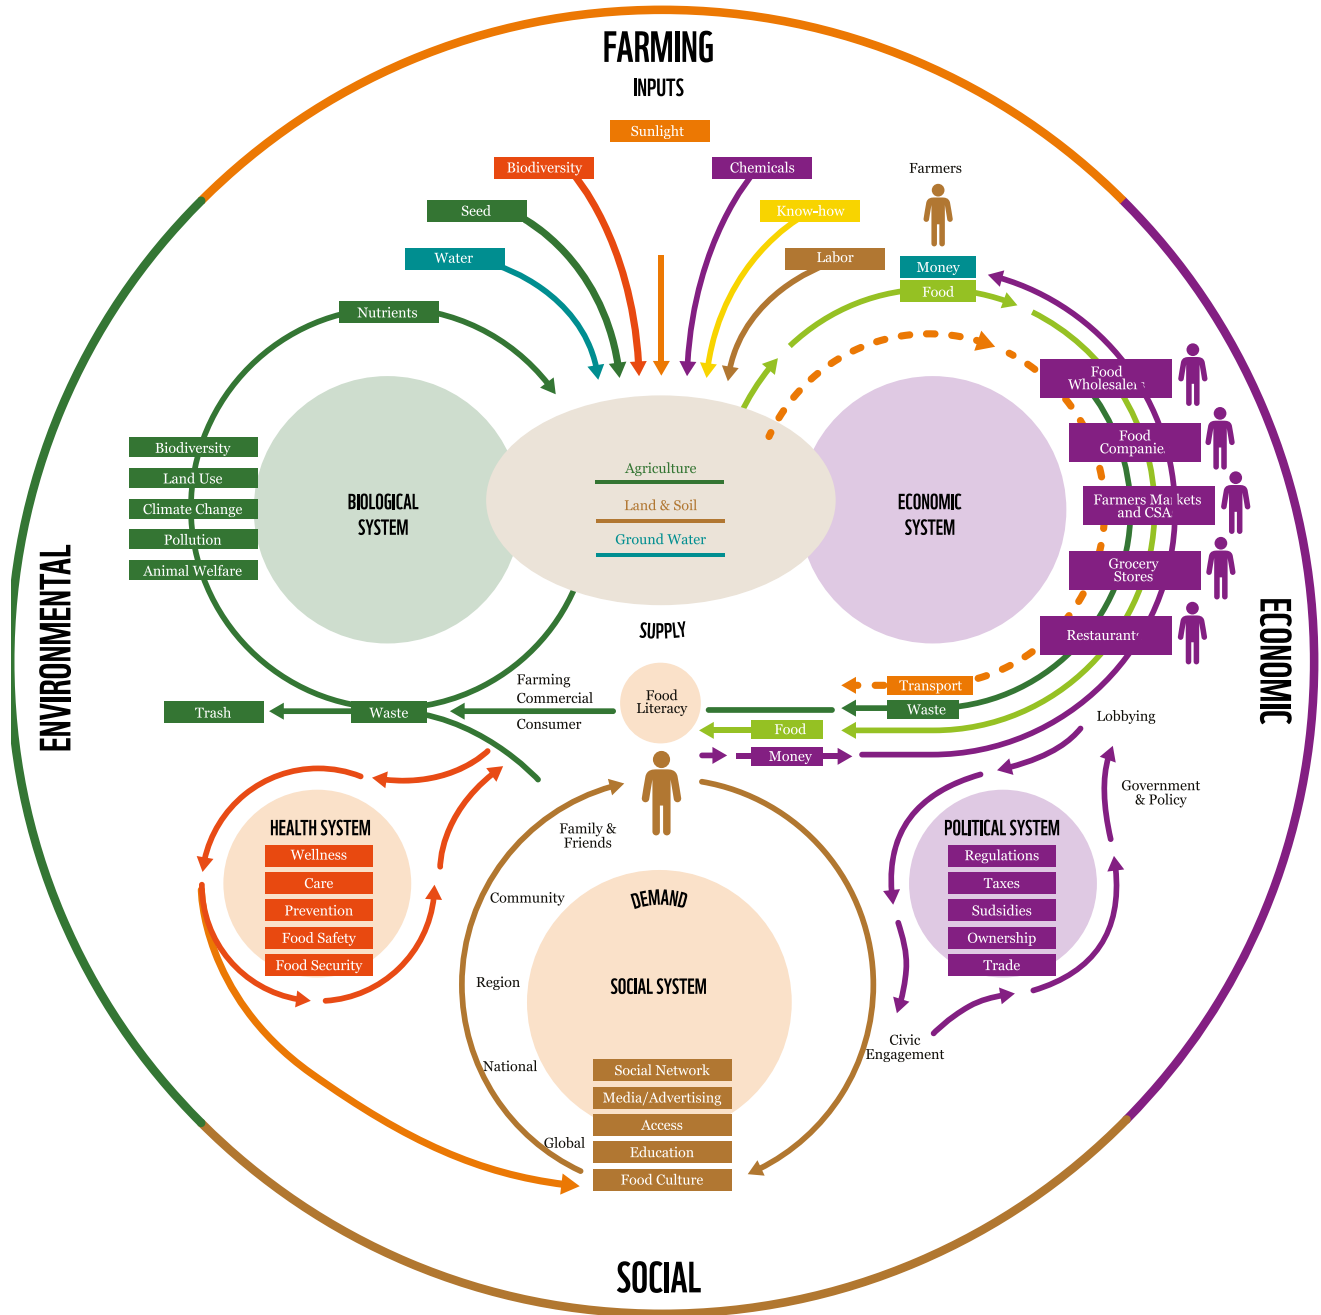 FARMING
INPUTS
Sunlight
Biodiversity
Chemicals
Farmers
Seed
Know-how
Water
Labor
Money
Food
Nutrients
Food
Wholesalers
Food
Companie
Farmers Markets
and CSA
Grocery
Stores
Restaurant
Biodiversity
Land Use
Climate Change
Pollution
Animal Welfare
BIOLOGICAL
SYSTEM
Agriculture
Land & Soil
Ground Water
ECONOMIC
SYSTEM
ENVIRONMENTAL
ECONOMIC
SUPPLY
Farming
Commercial
Consumer
Food
Literacy
Transport
Waste
Food
Money
Trash
Waste
Lobbying
Government
& Policy
HEALTH SYSTEM
Wellness
Care
Prevention
Food Safety
Food Security
Family &
Friends
Community
Region
National
Global
DEMAND
SOCIAL SYSTEM
Social Network
Media/Advertising
Access
Education
Food Culture
POLITICAL SYSTEM
Regulations
Taxes
Sudsidies
Ownership
Trade
Civic
Engagement
SOCIAL